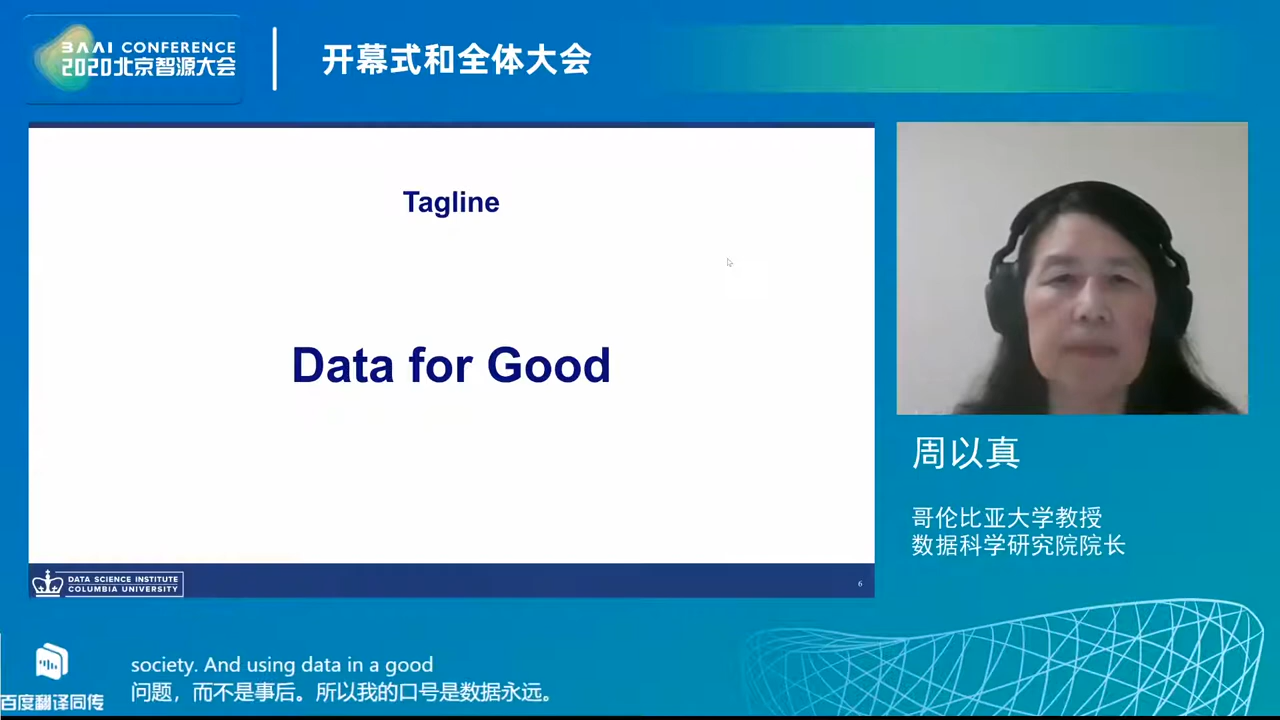 BAAI CONFERENCE
2020北京智源大会
开幕式和全体大会
Tagline
Data for Good
DATA SCIENCE INSTITUTE
COLUMBIA UNIVERSITY
6
周以真
哥伦比亚大学教授
数据科学研究院院长
百度翻译同传
society. And using data in a good
问题，而不是事后。所以我的口号是数据永远。